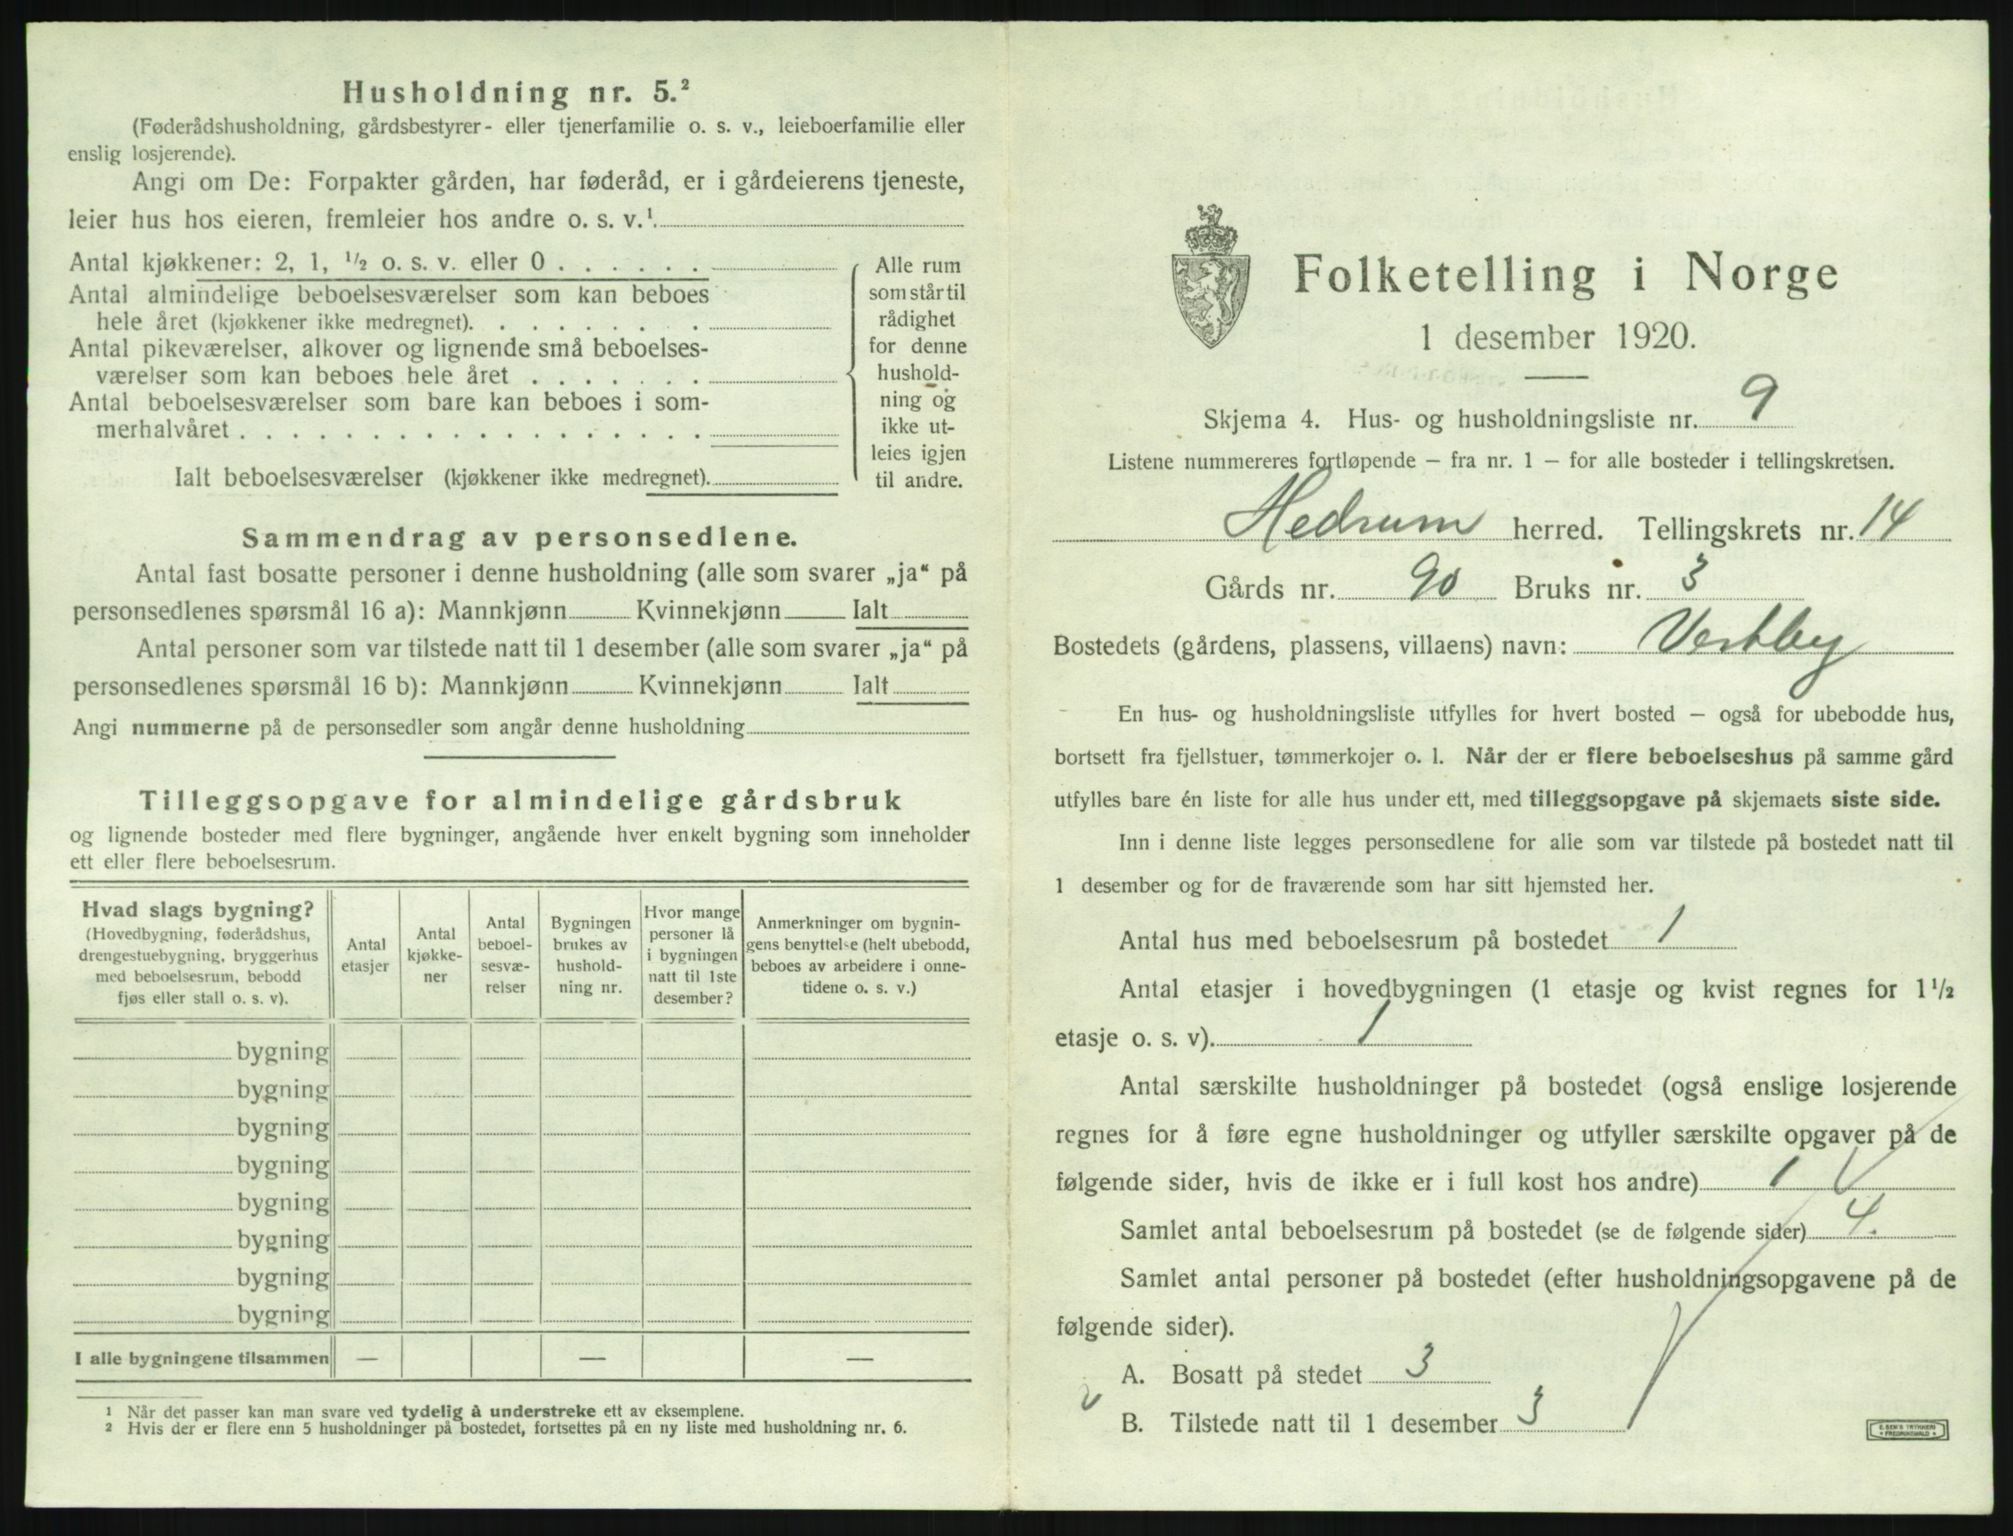 Husholdning nr. 5.²
(Føderådshusholdning, gårdsbestyrer- eller tjenerfamilie o. s. v., leieboerfamilie eller
enslig losjerende).
Angi om De: Forpakter gården, har føderåd, er i gårdeierens tjeneste,
leier hus hos eieren, fremleier hos andre o. s. v.¹
Antal kjøkkener: 2, 1, ½ o. s. v. eller 0 . . . . . .
Antal almindelige beboelsesværelser som kan beboes
hele året (kjøkkener ikke medregnet). . . . . . . . .
Antal pikeværelser, alkover og lignende små beboelses-
værelser som kan beboes hele året . . . . . . .
Antal beboelsesværelser som bare kan beboes i som-
merhalvåret . . . . . . . . . . . . . . . . . .
Ialt beboelsesværelser (kjøkkener ikke medregnet).
Alle rum
som står til
rådighet
for denne
hushold-
ning og
ikke ut-
leies igjen
til andre.
Sammendrag av personsedlene.
Antal fast bosatte personer i denne husholdning (alle som svarer „ja“ på
personsedlenes spørsmål 16 a): Mannkjønn Kvinnekjønn Ialt
Antal personer som var tilstede natt til 1 desember (alle som svarer „ja“ på
personsedlenes spørsmål 16 b): Mannkjønn Kvinnekjønn Ialt
Angi nummerne på de personsedler som angår denne husholdning
Tilleggsopgave for almindelige gårdsbruk
og lignende bosteder med flere bygninger, angående hver enkelt bygning som inneholder
ett eller flere beboelsesrum.
Hvad slags bygning?
(Hovedbygning, føderådshus,
drengestuebygning, bryggerhus
med beboelsesrum, bebodd
fjøs eller stall o. s. v).
Antal
etasjer
Antal
kjøkke-
ner
Antal
beboel-
sesvæ-
relser
Bygningen
brukes av
hushold-
ning nr.
Hvor mange
personer lå
i bygningen
natt til 1ste
desember?
Anmerkninger om bygnin-
gens benyttelse (helt ubebodd,
beboes av arbeidere i onne-
tidene o. s. v.)
bygning
bygning
bygning
bygning
bygning
bygning
bygning
bygning
I alle bygningene tilsammen — — —
¹ Når det passer kan man svare ved tydelig å understreke ett av eksemplene.
² Hvis der er flere enn 5 husholdninger på bostedet, fortsettes på en ny liste med husholdning nr. 6.
Folketelling i Norge
1 desember 1920.
Skjema 4. Hus- og husholdningsliste nr. 9
Listene nummereres fortløpende — fra nr. 1 — for alle bosteder i tellingskretsen.
Hedrum herred. Tellingskrets nr. 14
Gårds nr. 90 Bruks nr. 3
Bostedets (gårdens, plassens, villaens) navn: Vestby
En hus- og husholdningsliste utfylles for hvert bosted — også for ubebodde hus,
bortsett fra fjellstuer, tømmerkojer o. l. Når der er flere beboelseshus på samme gård
utfylles bare én liste for alle hus under ett, med tilleggsopgave på skjemaets siste side.
Inn i denne liste legges personsedlene for alle som var tilstede på bostedet natt til
1 desember og for de fraværende som har sitt hjemsted her.
Antal hus med beboelsesrum på bostedet 1
Antal etasjer i hovedbygningen (1 etasje og kvist regnes for 1½
etasje o. s. v). 1
Antal særskilte husholdninger på bostedet (også enslige losjerende
regnes for å føre egne husholdninger og utfyller særskilte opgaver på de
følgende sider, hvis de ikke er i full kost hos andre) 1
Samlet antal beboelsesrum på bostedet (se de følgende sider) 4.
Samlet antal personer på bostedet (efter husholdningsopgavene på de
følgende sider).
A. Bosatt på stedet 3
B. Tilstede natt til 1 desember 3